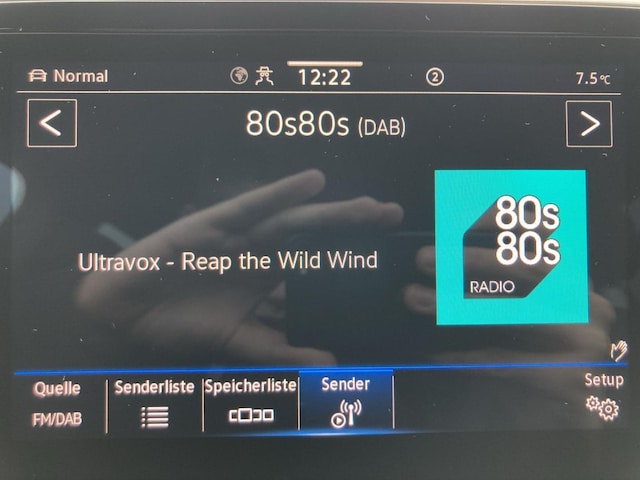 Normal 12:22 2 7.5°C
< 80s80s (DAB) >
80s
80s
RADIO
Ultravox - Reap the Wild Wind
Quelle Senderliste Speicherliste Sender Setup
FM/DAB